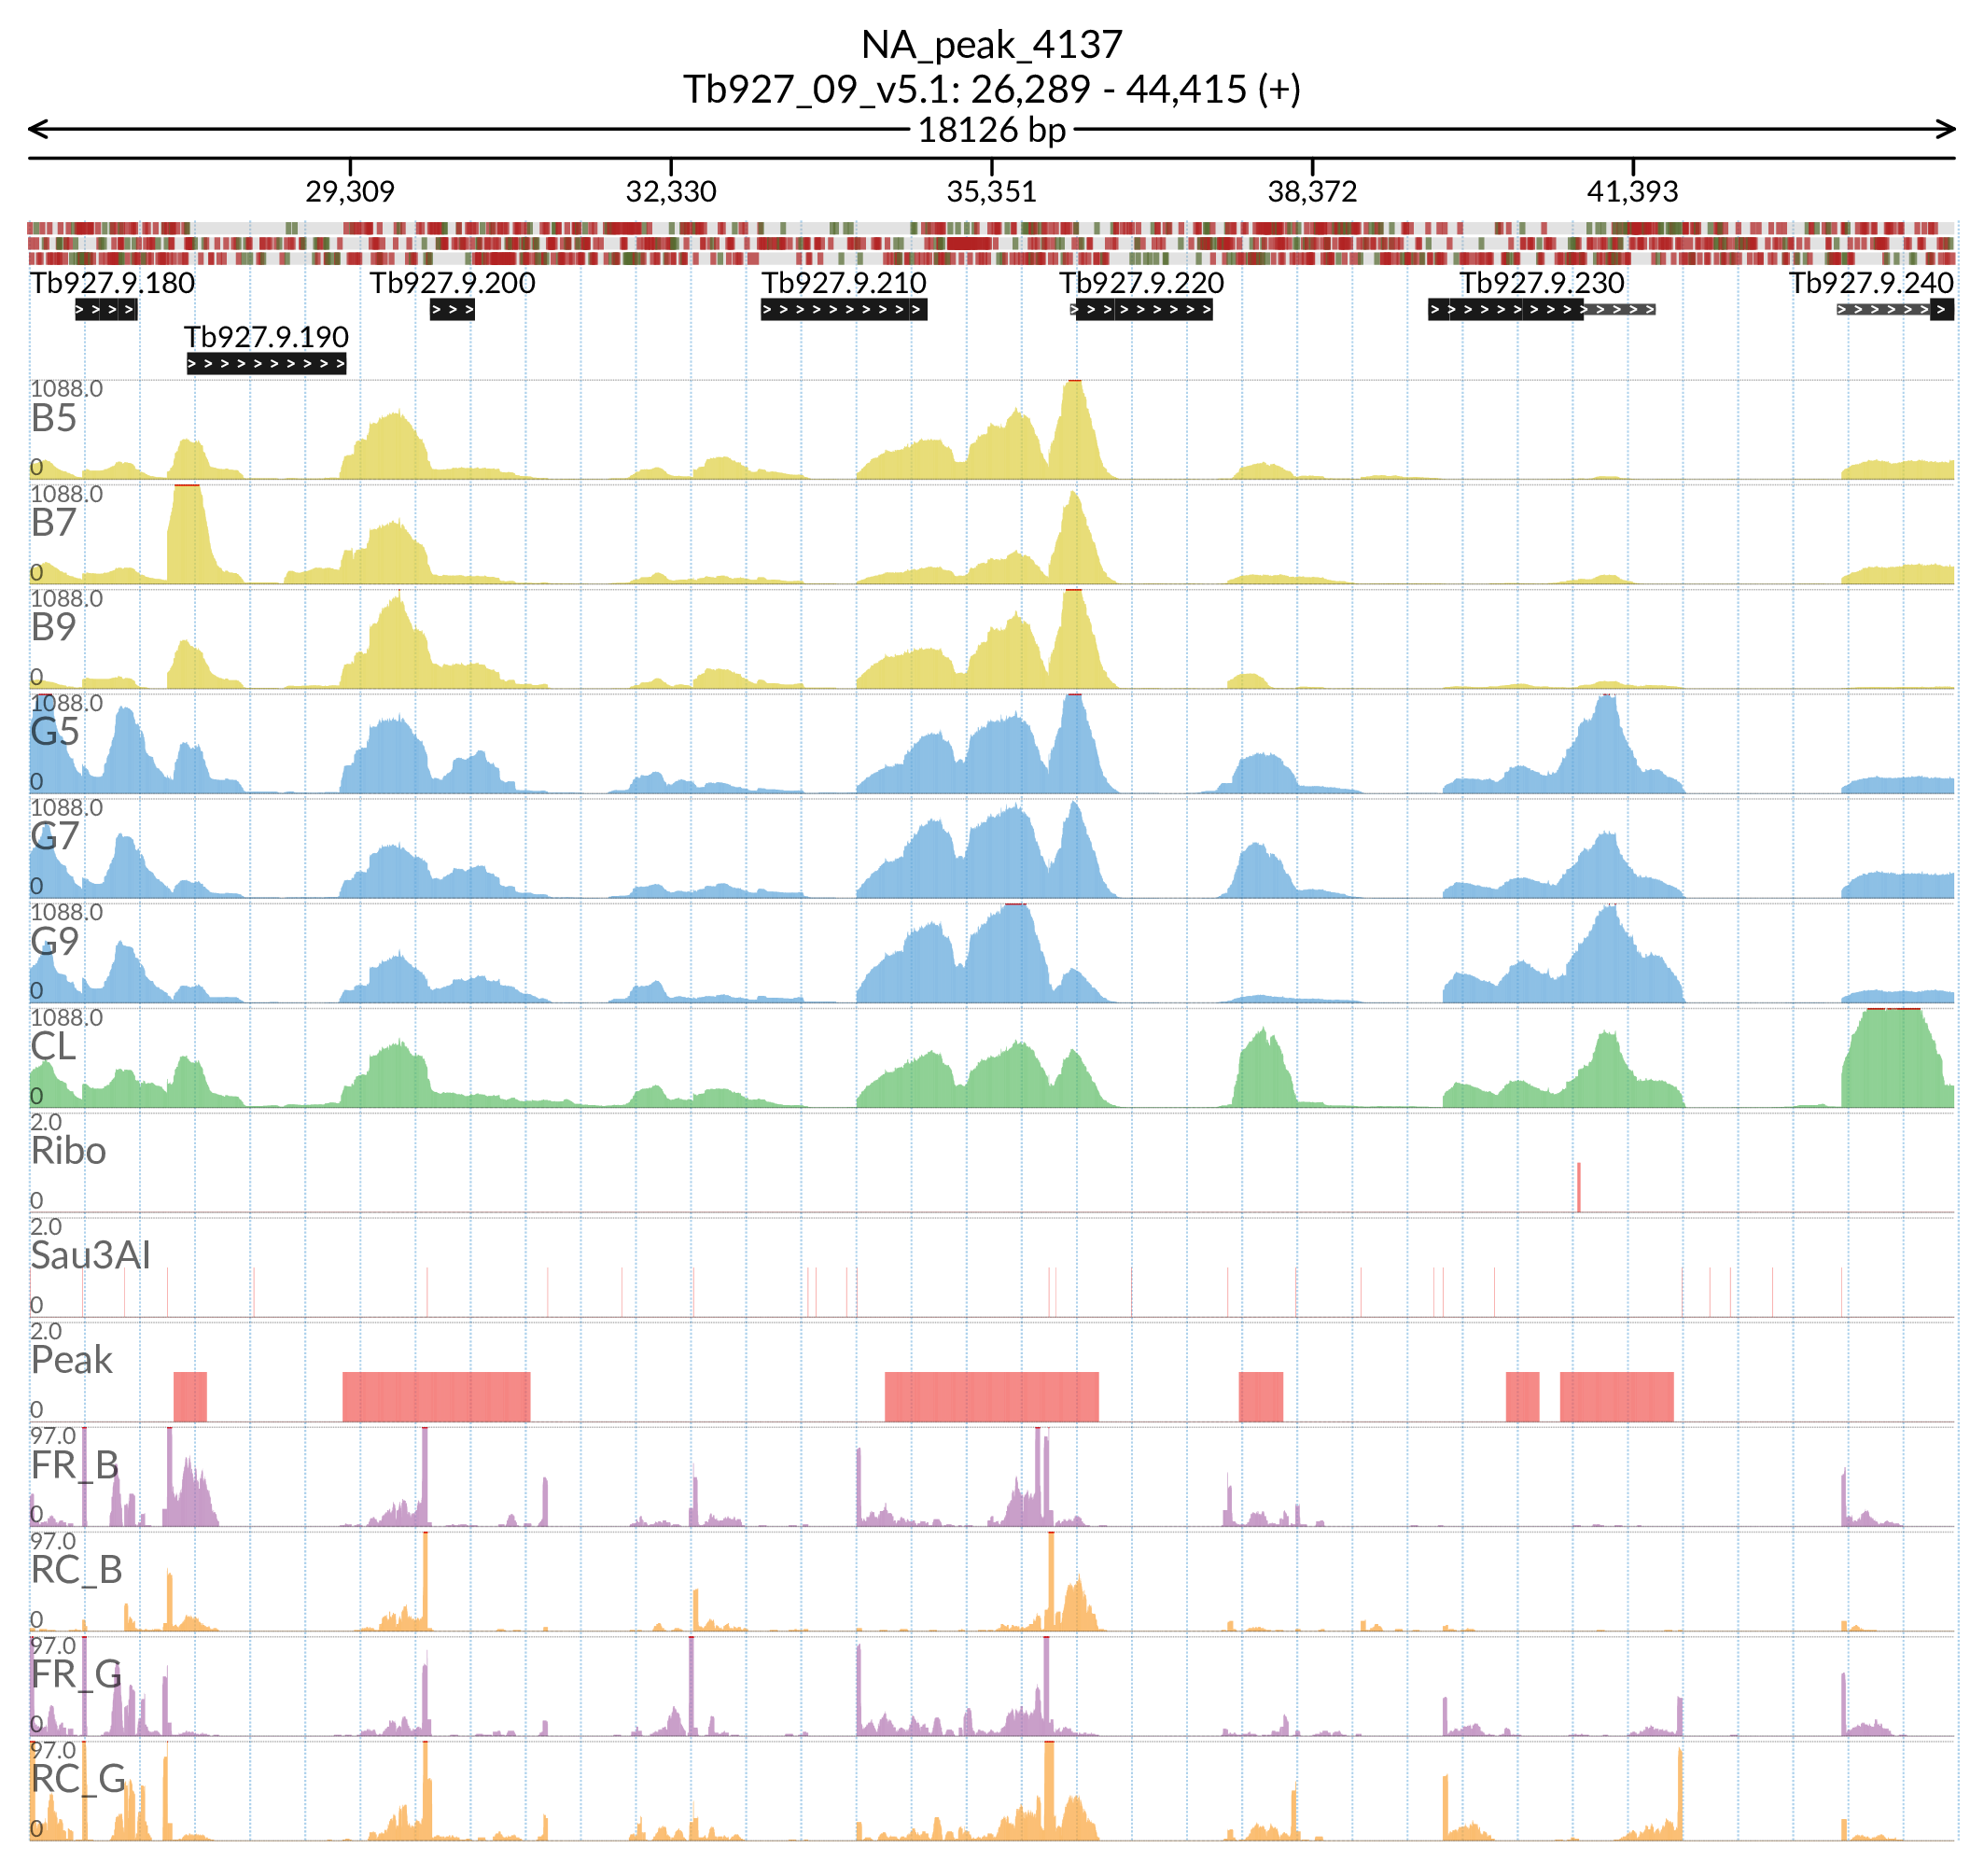 NA_peak_4137
Tb927_09_v5.1: 26,289 - 44,415 (+)
18126 bp
29,309 32,330 35,351 38,372 41,393
Tb927.9.180 Tb927.9.200 Tb927.9.210 Tb927.9.220 Tb927.9.230 Tb927.9.240
Tb927.9.190
1088.0
B5
0
1088.0
B7
0
1088.0
B9
0
1088.0
G5
0
1088.0
G7
0
1088.0
G9
0
1088.0
CL
0
2.0
Ribo
0
2.0
Sau3AI
0
2.0
Peak
0
97.0
FR_B
0
97.0
RC_B
0
97.0
FR_G
0
97.0
RC_G
0